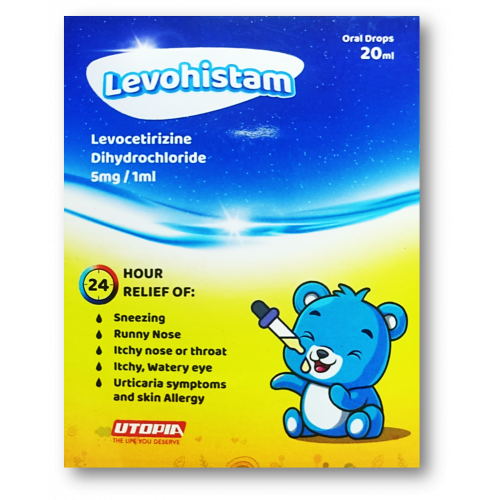 Oral Drops
20ml
Levohistam
Levocetirizine
Dihydrochloride
5mg / 1ml
24
HOUR
RELIEF OF:
Sneezing
Runny Nose
Itchy nose or throat
Itchy, Watery eye
Urticaria symptoms
and skin Allergy
UTOPIA
THE LIFE YOU DESERVE